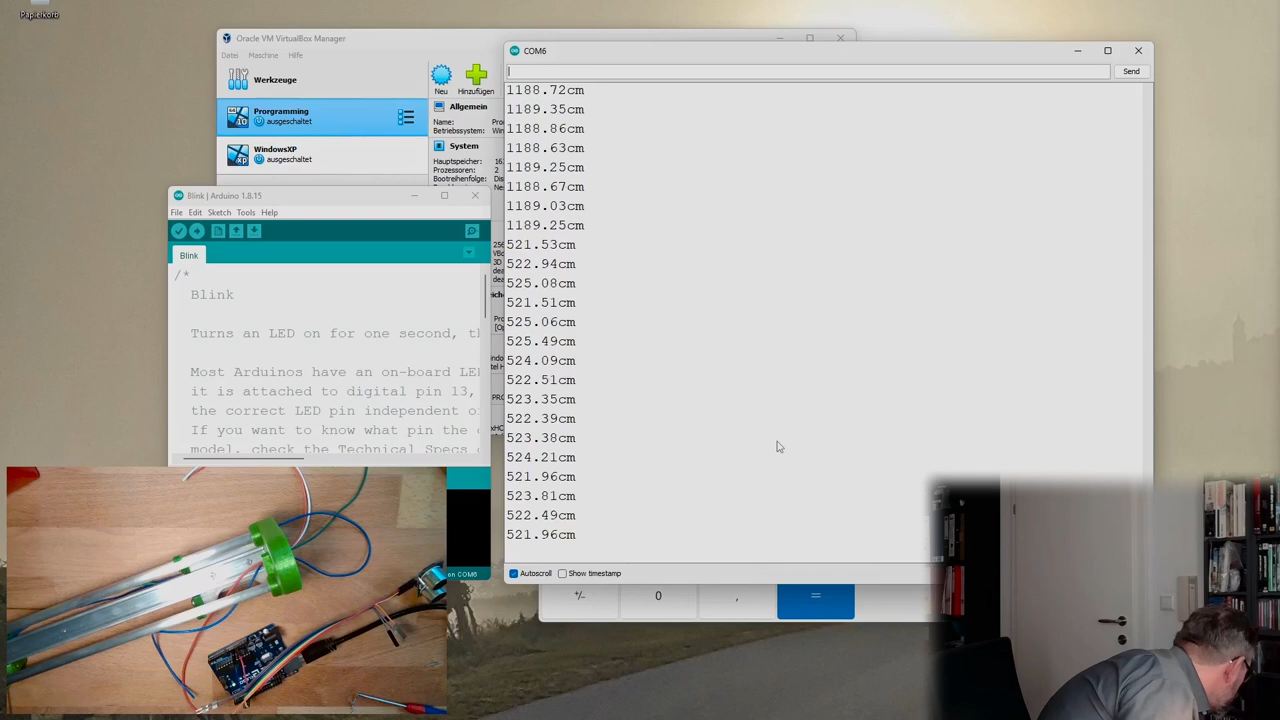 Papierkorb
Oracle VM VirtualBox Manager
Datei Maschine Hilfe
Werkzeuge
Neu
Hinzufügen
Prorgramming
ausgeschaltet
Allgemein
Name:
Betriebssystem:
System
Hauptspeicher:
Prozessoren: 2
Bootreihenfolge:
WindowsXP
ausgeschaltet
Blink | Arduino 1.8.15
File Edit Sketch Tools Help
Blink
/*
Blink
Turns an LED on for one second,
Most Arduinos have an on-board
it is attached to digital pin 13,
the correct LED pin independent
If you want to know what pin the
model, check the Technical Specs
on COM6
COM6
Send
1188.72cm
1189.35cm
1188.86cm
1188.63cm
1189.25cm
1188.67cm
1189.03cm
1189.25cm
521.53cm
522.94cm
525.08cm
521.51cm
525.06cm
525.49cm
524.09cm
522.51cm
523.35cm
522.39cm
523.38cm
524.21cm
521.96cm
523.81cm
522.49cm
521.96cm
Autoscroll Show timestamp
+/- 0 , =